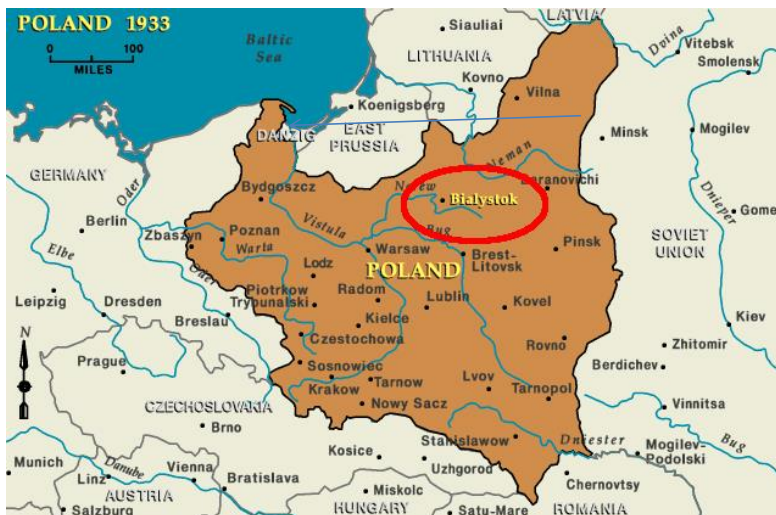 POLAND 1933
0 100
MILES
Baltic
Sea
LATVIA
Siauliai
LITHUANIA
Kovno
Dvina
Vitebsk
Smolensk
Koenigsberg
Vilna
DANZIG
EAST
PRUSSIA
Minsk
Mogilev
GERMANY
Oder
Neman
Baranovichi
Bydgoszcz
Narew
Bialystok
Dnieper
Gome
Berlin
Zbaszyn
Poznan
Warta
Vistula
Bug
SOVIET
UNION
Elbe
Warsaw
Pinsk
POLAND
Brest-
Litovsk
Oder
Lodz
Leipzig
Dresden
Piotrkow
Trybunalski
Radom
Lublin
Kovel
Kiev
Breslau
Kielce
N
Czestochowa
Rovno
Zhitomir
Prague
Berdichev
Sosnowiec
Krakow
Tarnow
Lvov
Tarnopol
CZECHOSLOVAKIA
Nowy Sacz
Vinnitsa
Brno
Stanislawow
Dniester
Bug
Kosice
Mogilev-
Podolski
Munich
Danube
Vienna
Uzhgorod
Linz
Bratislava
Chernovtsy
AUSTRIA
Miskolc
Salzburg
HUNGARY
Satu-Mare
ROMANIA